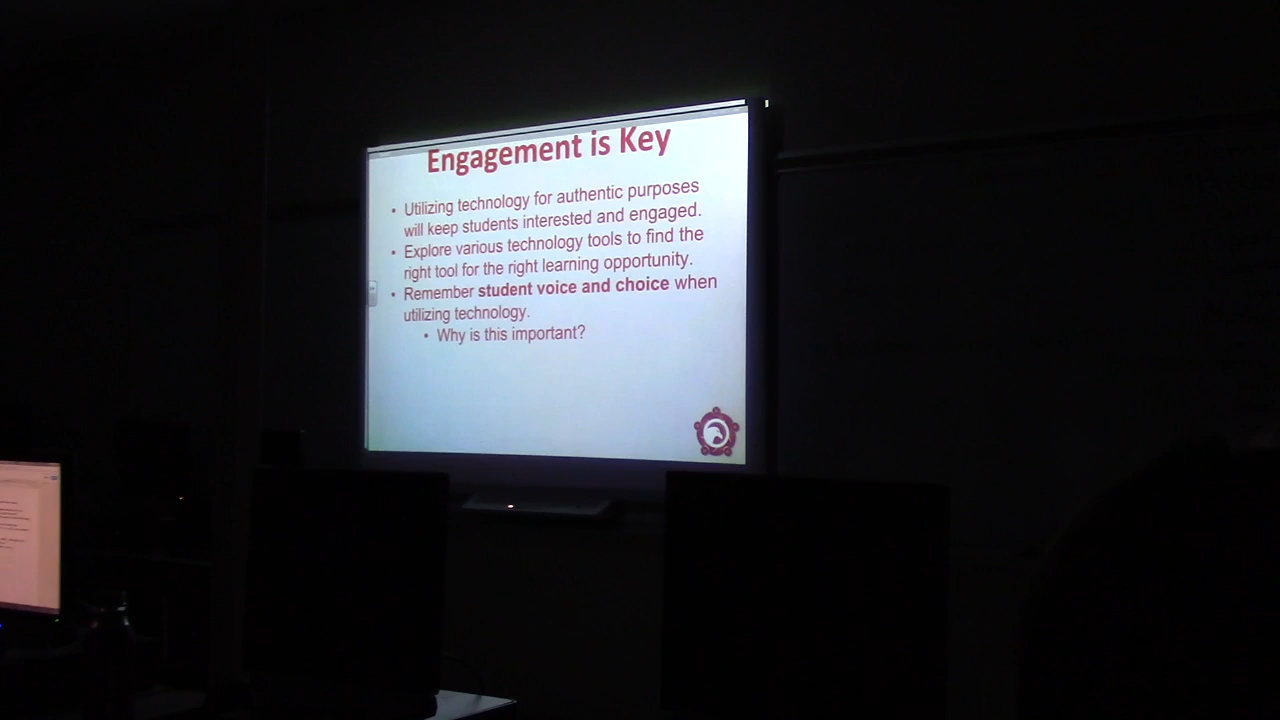 Engagement is Key
• Utilizing technology for authentic purposes
will keep students interested and engaged.
• Explore various technology tools to find the
right tool for the right learning opportunity.
• Remember student voice and choice when
utilizing technology.
• Why is this important?